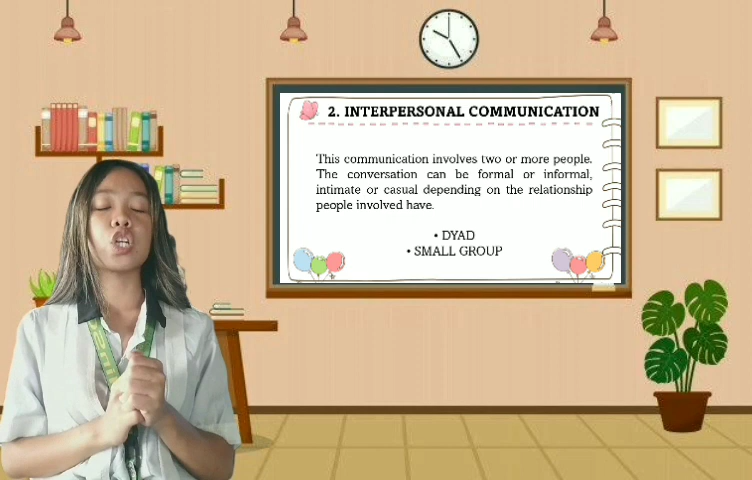 2. INTERPERSONAL COMMUNICATION
This communication involves two or more people.
The conversation can be formal or informal,
intimate or casual depending on the relationship
people involved have.
• DYAD
• SMALL GROUP